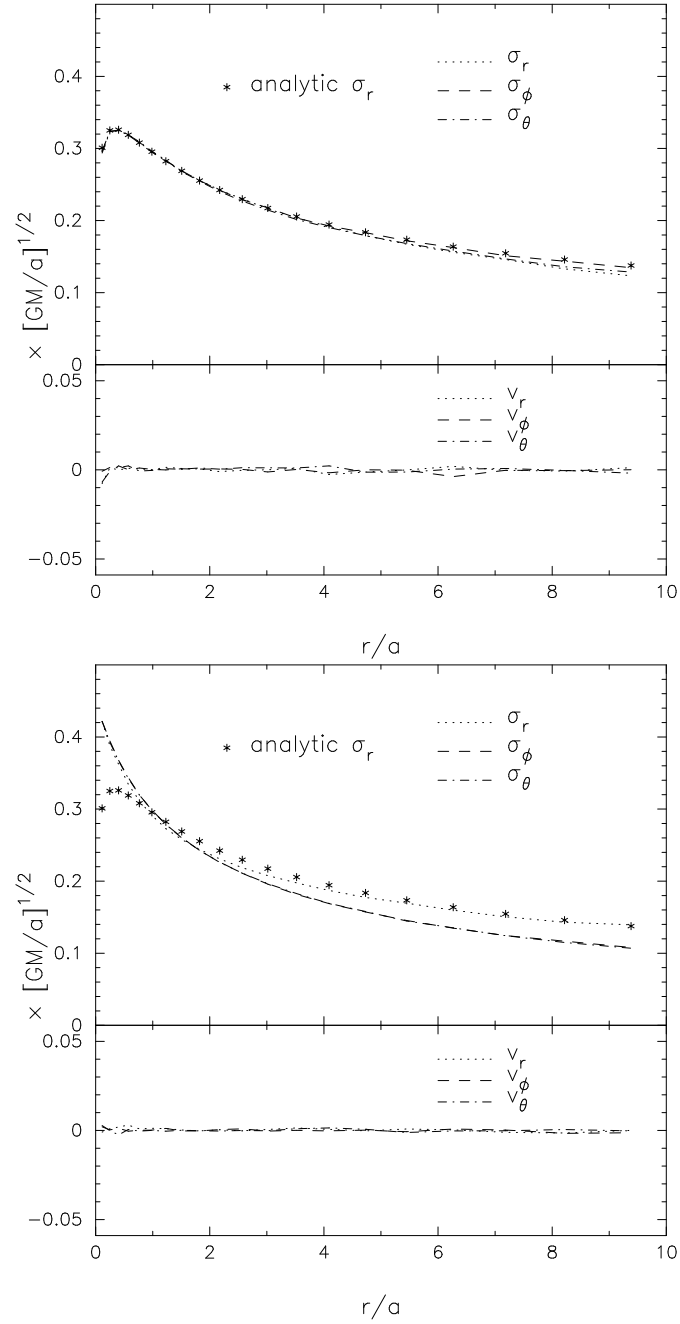 0.4
0.3
0.2
0.1
0
× [GM/a]^1/2
* analytic σ_r
σ_r
σ_φ
σ_θ
0.05
0
−0.05
v_r
v_φ
v_θ
0 2 4 6 8 10
r/a
0.4
0.3
0.2
0.1
0
× [GM/a]^1/2
* analytic σ_r
σ_r
σ_φ
σ_θ
0.05
0
−0.05
v_r
v_φ
v_θ
0 2 4 6 8 10
r/a